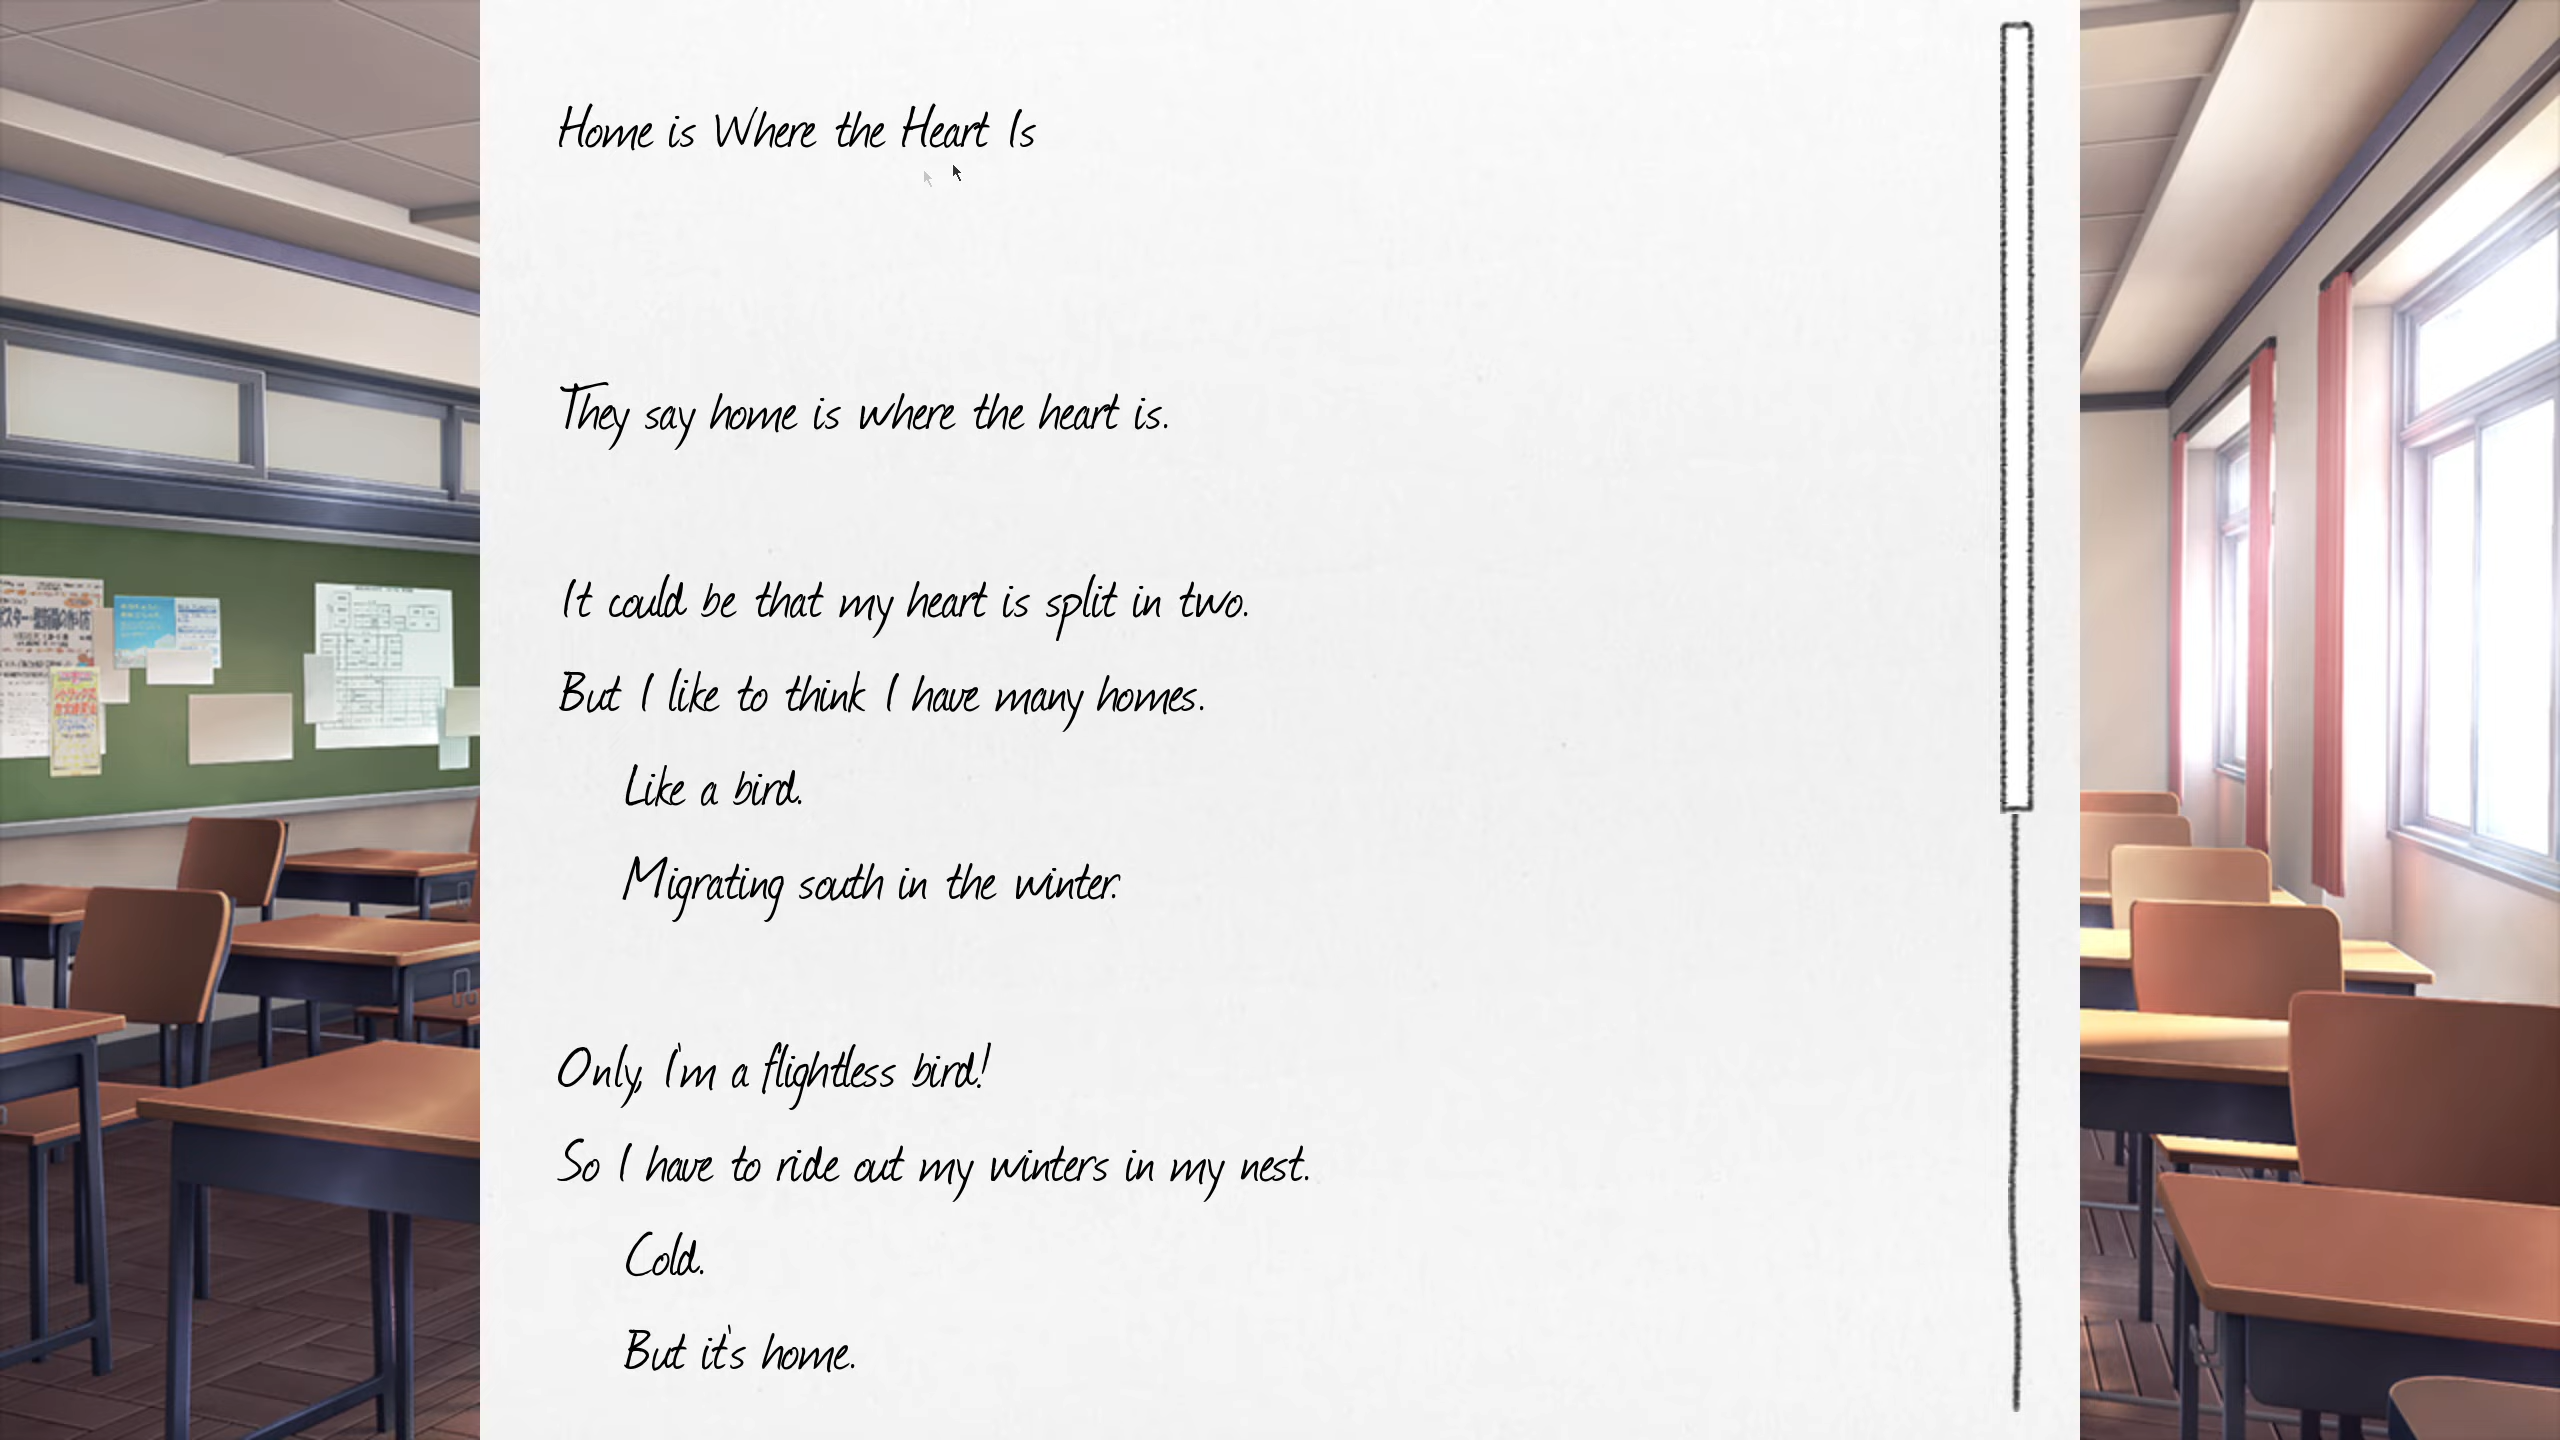 Home is Where the Heart Is
They say home is where the heart is.
It could be that my heart is split in two.
But I like to think I have many homes.
Like a bird.
Migrating south in the winter.
Only, I'm a flightless bird!
So I have to ride out my winters in my nest.
Cold.
But it's home.